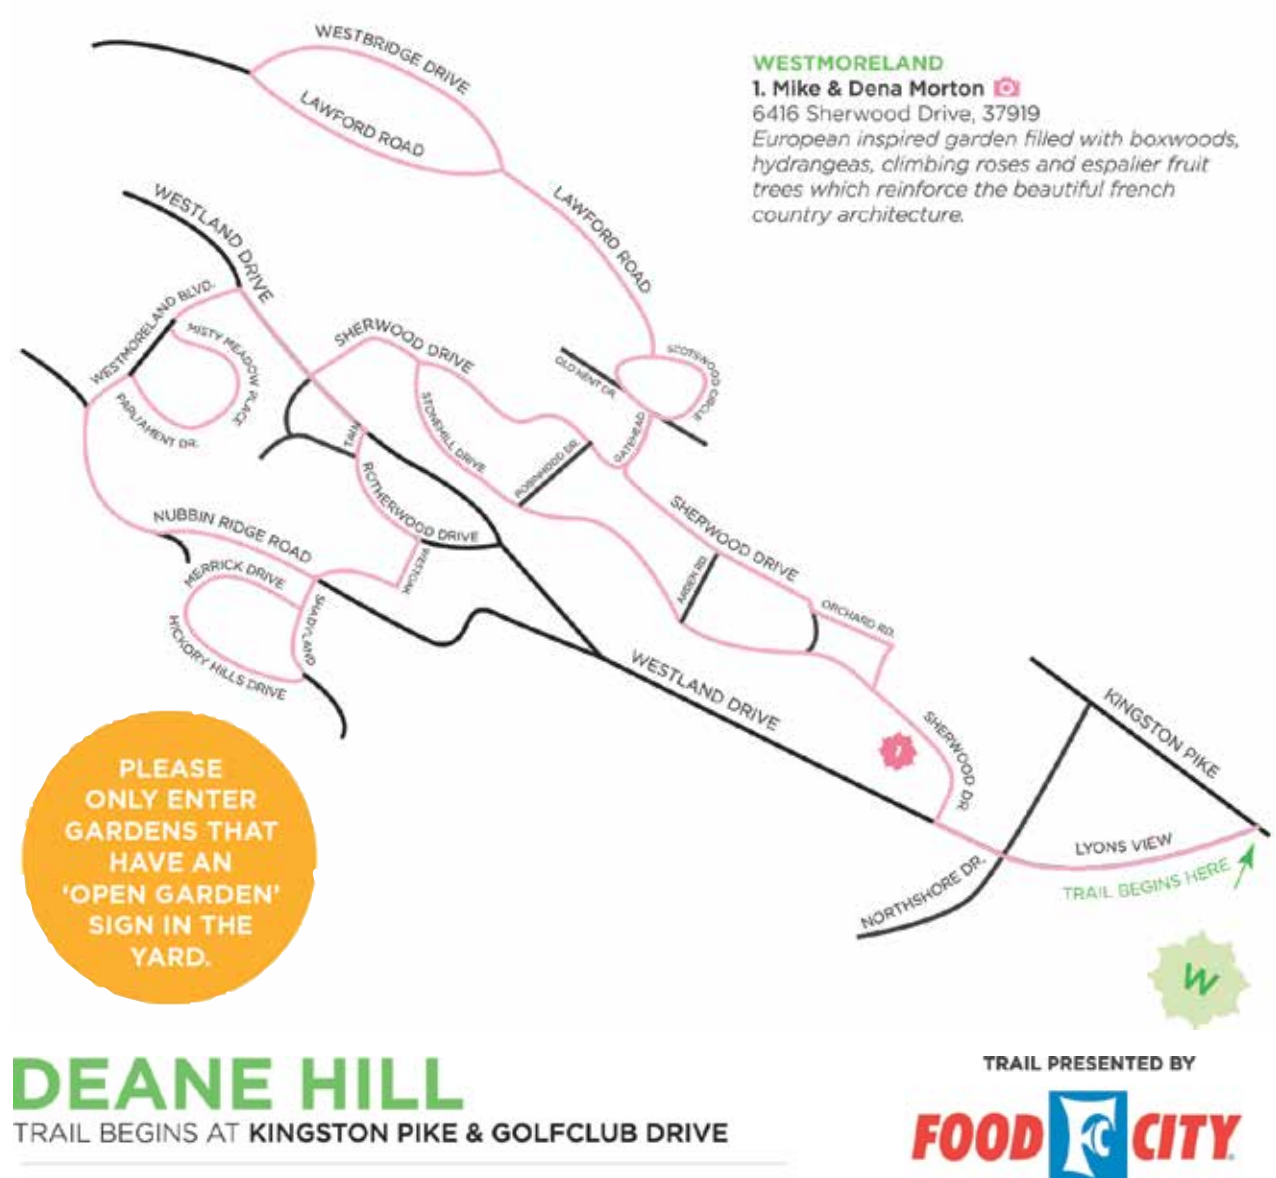 WESTBRIDGE DRIVE
LAWFORD ROAD
WESTMORELAND
1. Mike & Dena Morton
6416 Sherwood Drive, 37919
European inspired garden filled with boxwoods,
hydrangeas, climbing roses and espalier fruit
trees which reinforce the beautiful french
country architecture.
WESTLAND DRIVE
LAWFORD ROAD
WESTMORELAND BLVD.
MISTY MEADOW PLACE
PARLIAMENT DR.
SHERWOOD DRIVE
OLD KENT DR.
SCOTSWOOD CIRCLE
GATEHEAD
STONEHILL DRIVE
ROBINHOOD DR.
TAIN
ROTHERWOOD DRIVE
WESTOAK
NUBBIN RIDGE ROAD
MERRICK DRIVE
SHADYLAND
HICKORY HILLS DRIVE
SHERWOOD DRIVE
ARDEN RD.
ORCHARD RD.
WESTLAND DRIVE
SHERWOOD DR
1
KINGSTON PIKE
LYONS VIEW
NORTHSHORE DR.
TRAIL BEGINS HERE
W
PLEASE
ONLY ENTER
GARDENS THAT
HAVE AN
'OPEN GARDEN'
SIGN IN THE
YARD.
DEANE HILL
TRAIL BEGINS AT KINGSTON PIKE & GOLFCLUB DRIVE
TRAIL PRESENTED BY
FOOD FC CITY